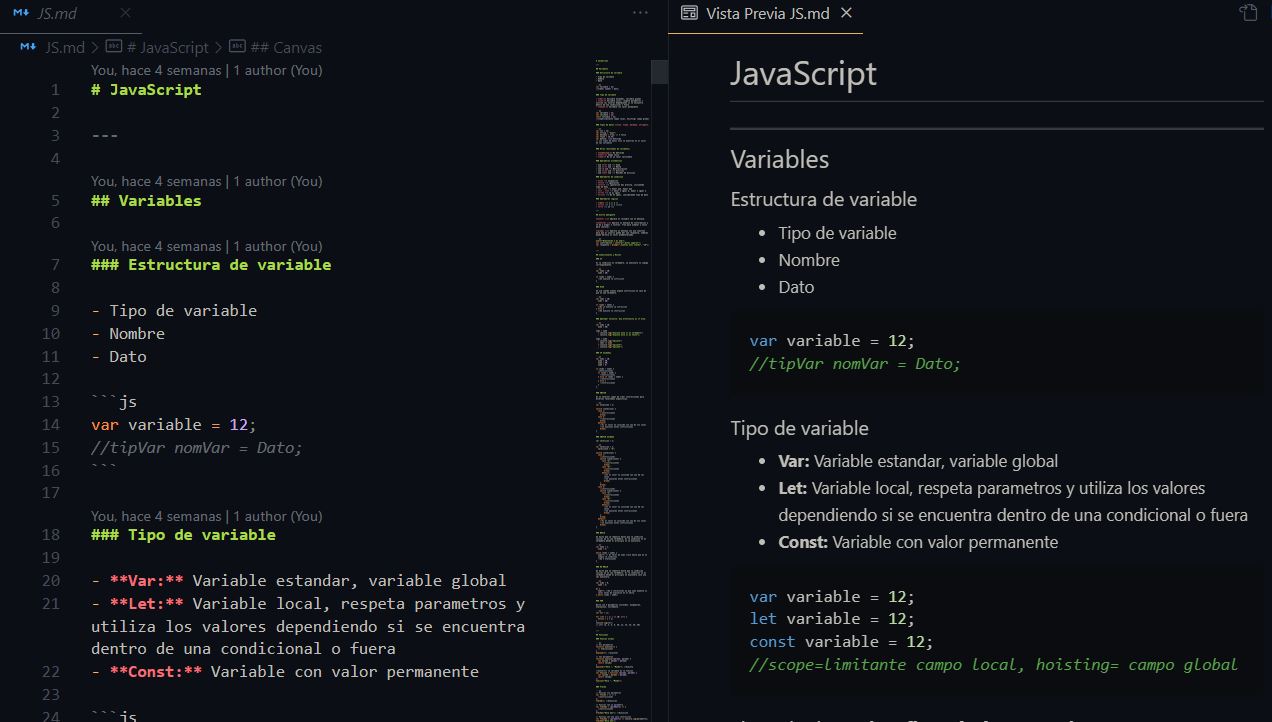 JS.md
JS.md > # JavaScript > ## Canvas
You, hace 4 semanas | 1 author (You)
1 # JavaScript
2
3 ---
4
You, hace 4 semanas | 1 author (You)
5 ## Variables
6
You, hace 4 semanas | 1 author (You)
7 ### Estructura de variable
8
9 - Tipo de variable
10 - Nombre
11 - Dato
12
13 ```js
14 var variable = 12;
15 //tipVar nomVar = Dato;
16 ```
17
You, hace 4 semanas | 1 author (You)
18 ### Tipo de variable
19
20 - **Var:** Variable estandar, variable global
21 - **Let:** Variable local, respeta parametros y
utiliza los valores dependiendo si se encuentra
dentro de una condicional o fuera
22 - **Const:** Variable con valor permanente
23
24 ```js
Vista Previa JS.md
JavaScript
Variables
Estructura de variable
• Tipo de variable
• Nombre
• Dato
var variable = 12;
//tipVar nomVar = Dato;
Tipo de variable
• Var: Variable estandar, variable global
• Let: Variable local, respeta parametros y utiliza los valores
dependiendo si se encuentra dentro de una condicional o fuera
• Const: Variable con valor permanente
var variable = 12;
let variable = 12;
const variable = 12;
//scope=limitante campo local, hoisting= campo global